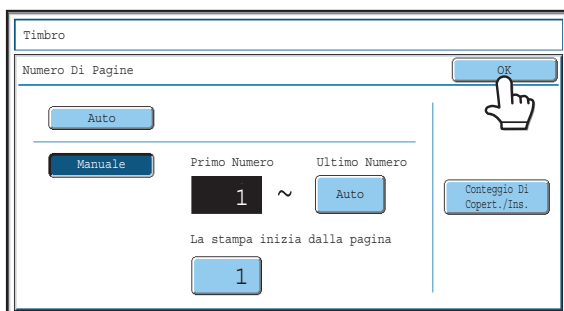 Timbro
Numero Di Pagine
OK
Auto
Manuale
Primo Numero
Ultimo Numero
1
~
Auto
Conteggio Di
Copert./Ins.
La stampa inizia dalla pagina
1